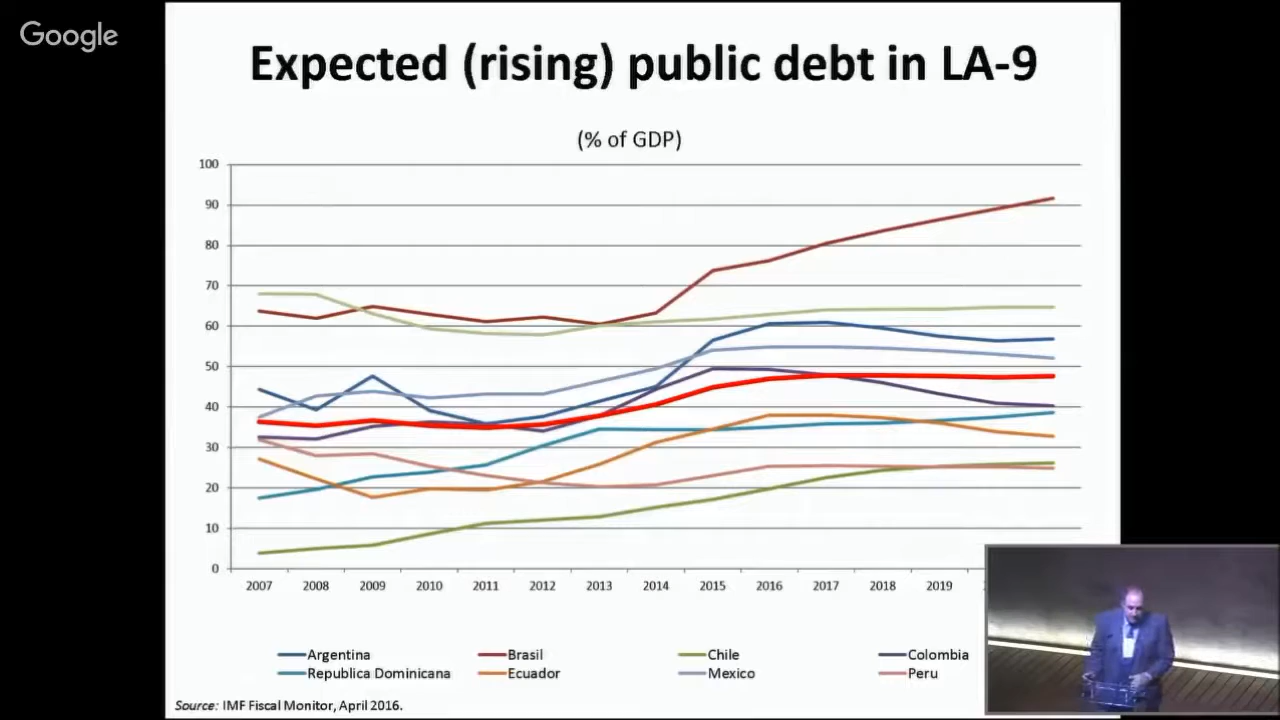 Google
Expected (rising) public debt in LA-9
(% of GDP)
100
90
80
70
60
50
40
30
20
10
0
2007 2008 2009 2010 2011 2012 2013 2014 2015 2016 2017 2018 2019
Argentina Brasil Chile Colombia
Republica Dominicana Ecuador Mexico Peru
Source: IMF Fiscal Monitor, April 2016.